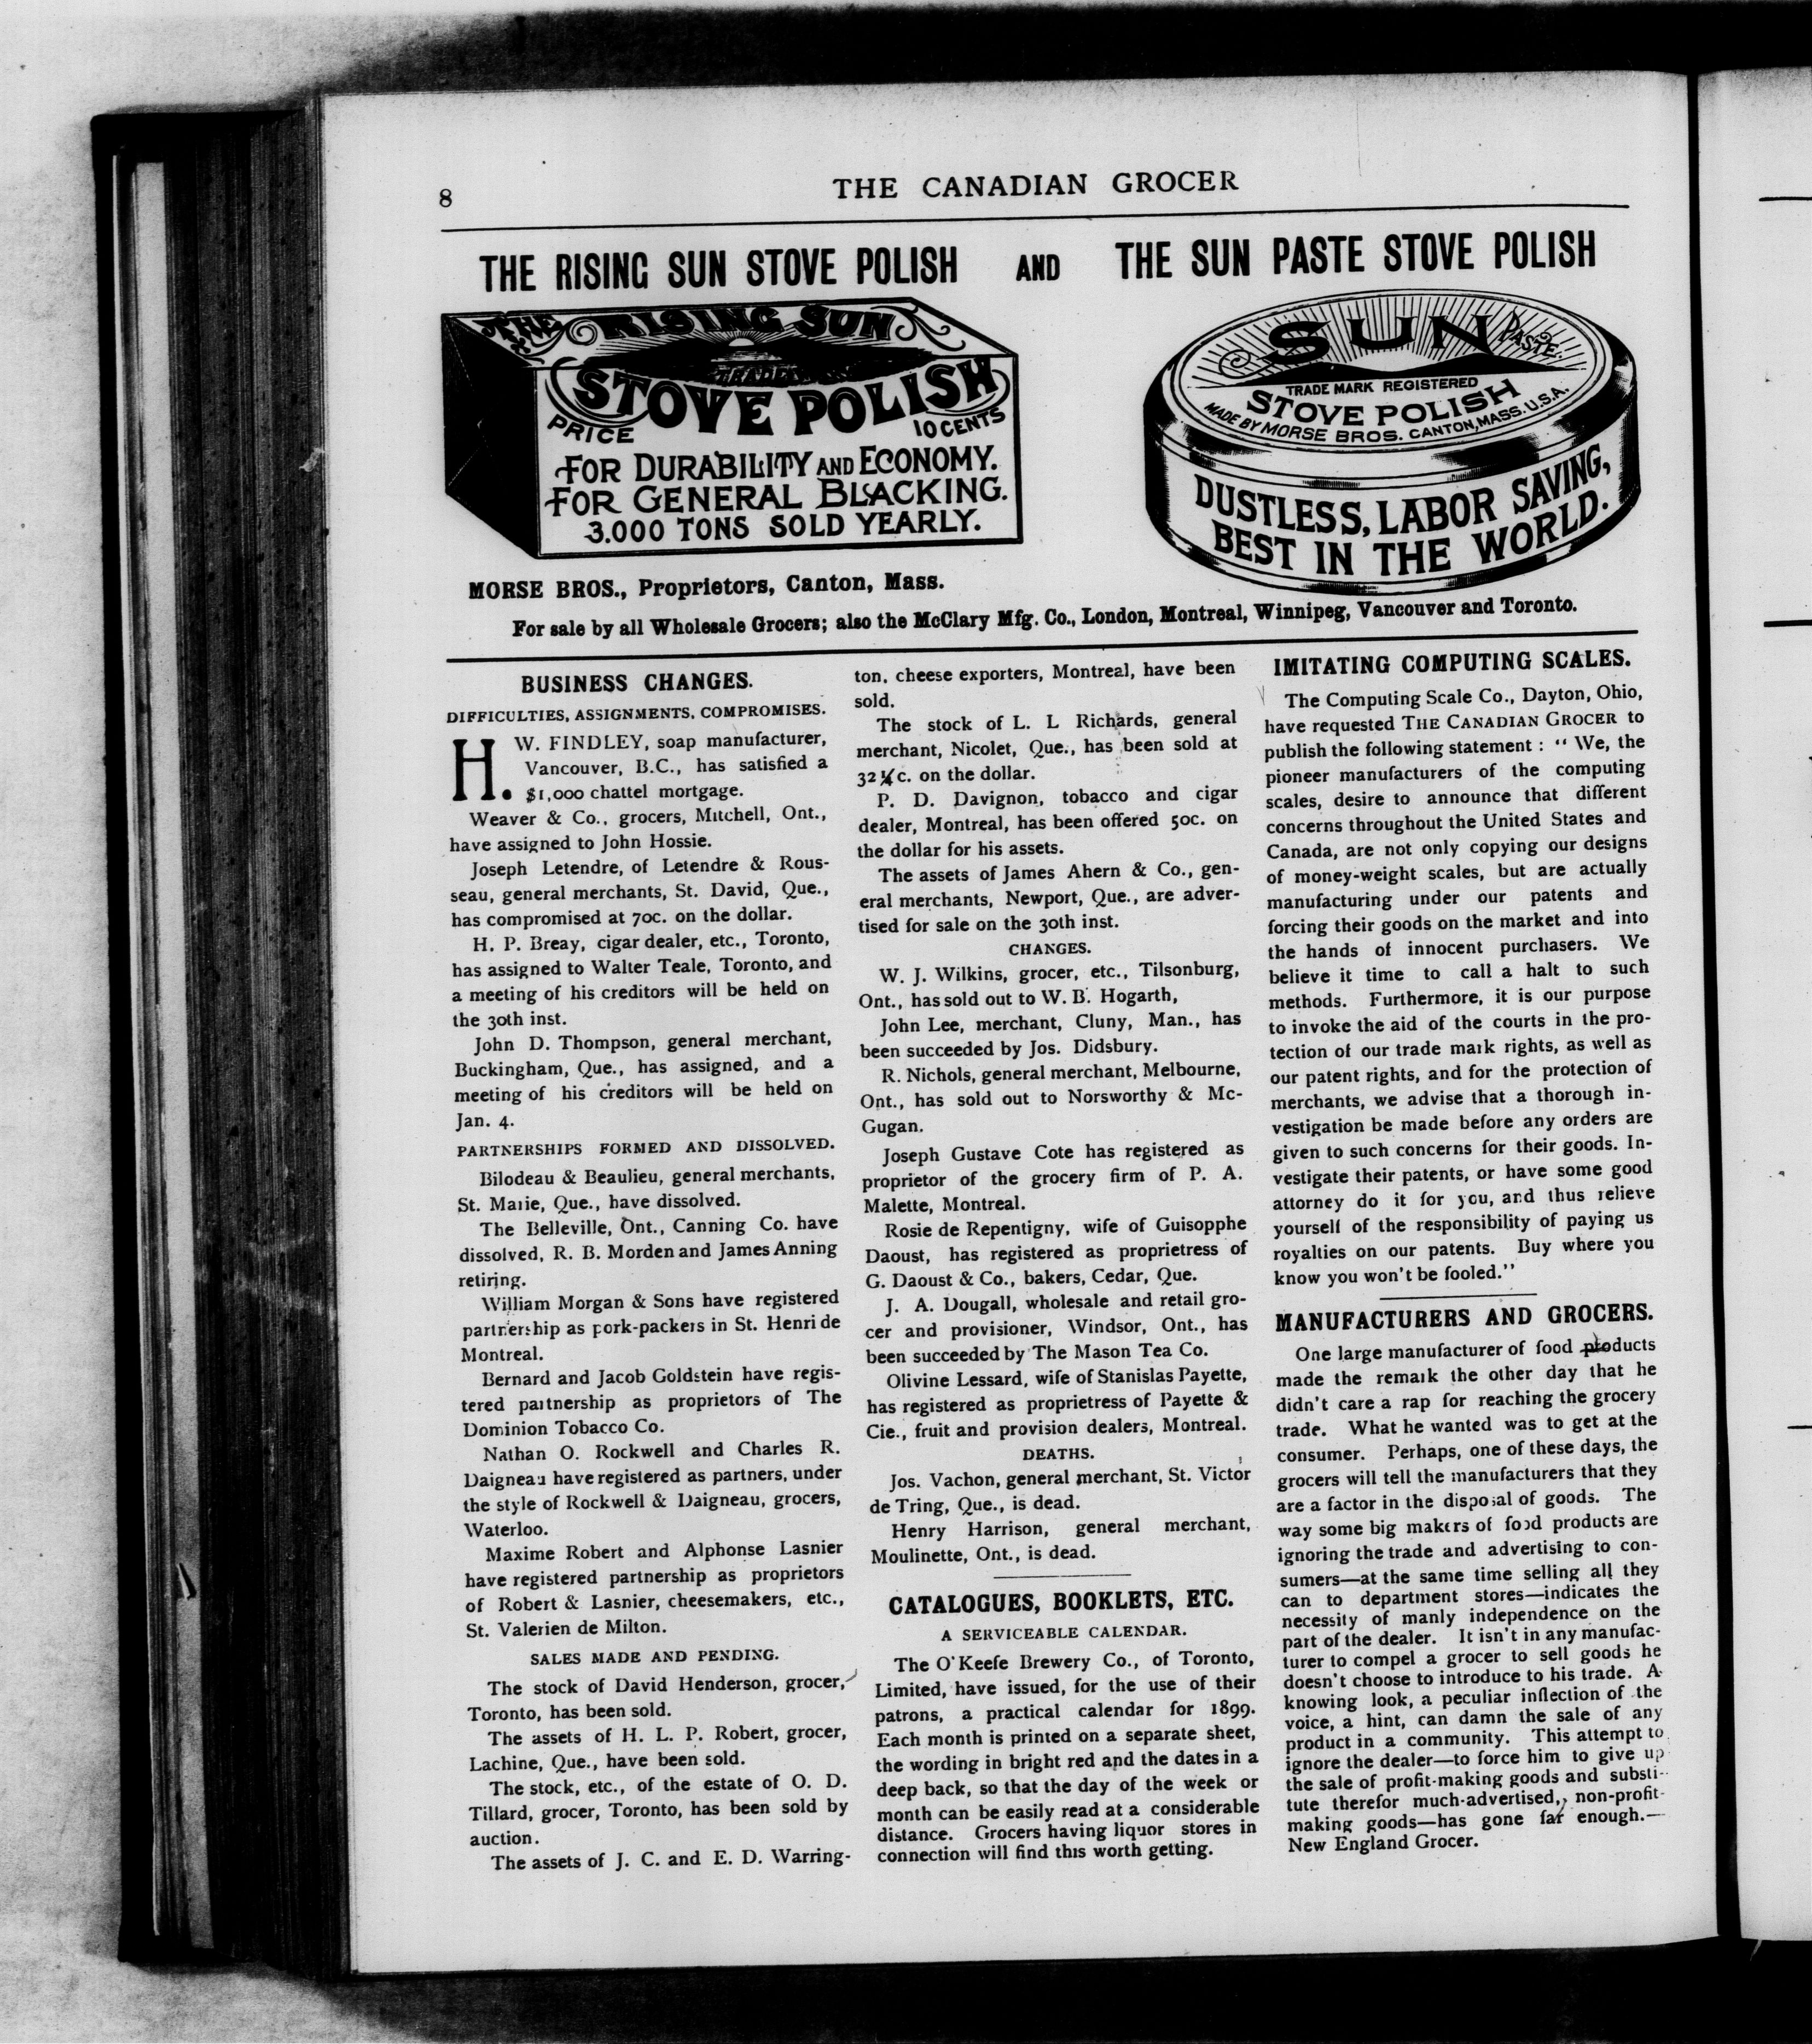 8
THE CANADIAN GROCER
THE RISING SUN STOVE POLISH AND THE SUN PASTE STOVE POLISH
THE
RISING SUN
TRADE
STOVE POLISH
PRICE 10 CENTS
FOR DURABILITY AND ECONOMY.
FOR GENERAL BLACKING.
3.000 TONS SOLD YEARLY.
SUN PASTE
TRADE MARK REGISTERED
STOVE POLISH
MADE BY MORSE BROS. CANTON, MASS. U.S.A.
DUSTLESS, LABOR SAVING,
BEST IN THE WORLD.
MORSE BROS., Proprietors, Canton, Mass.
For sale by all Wholesale Grocers; also the McClary Mfg. Co., London, Montreal, Winnipeg, Vancouver and Toronto.
BUSINESS CHANGES.
DIFFICULTIES, ASSIGNMENTS, COMPROMISES.
H. W. FINDLEY, soap manufacturer,
Vancouver, B.C., has satisfied a
$1,000 chattel mortgage.
Weaver & Co., grocers, Mitchell, Ont.,
have assigned to John Hossie.
Joseph Letendre, of Letendre & Rous-
seau, general merchants, St. David, Que.,
has compromised at 70c. on the dollar.
H. P. Breay, cigar dealer, etc., Toronto,
has assigned to Walter Teale, Toronto, and
a meeting of his creditors will be held on
the 30th inst.
John D. Thompson, general merchant,
Buckingham, Que., has assigned, and a
meeting of his creditors will be held on
Jan. 4.
PARTNERSHIPS FORMED AND DISSOLVED.
Bilodeau & Beaulieu, general merchants,
St. Marie, Que., have dissolved.
The Belleville, Ont., Canning Co. have
dissolved, R. B. Morden and James Anning
retiring.
William Morgan & Sons have registered
partnership as pork-packers in St. Henri de
Montreal.
Bernard and Jacob Goldstein have regis-
tered partnership as proprietors of The
Dominion Tobacco Co.
Nathan O. Rockwell and Charles R.
Daigneau have registered as partners, under
the style of Rockwell & Daigneau, grocers,
Waterloo.
Maxime Robert and Alphonse Lasnier
have registered partnership as proprietors
of Robert & Lasnier, cheesemakers, etc.,
St. Valerien de Milton.
SALES MADE AND PENDING.
The stock of David Henderson, grocer,
Toronto, has been sold.
The assets of H. L. P. Robert, grocer,
Lachine, Que., have been sold.
The stock, etc., of the estate of O. D.
Tillard, grocer, Toronto, has been sold by
auction.
The assets of J. C. and E. D. Warring-
ton, cheese exporters, Montreal, have been
sold.
The stock of L. L Richards, general
merchant, Nicolet, Que., has been sold at
32¼c. on the dollar.
P. D. Davignon, tobacco and cigar
dealer, Montreal, has been offered 50c. on
the dollar for his assets.
The assets of James Ahern & Co., gen-
eral merchants, Newport, Que., are adver-
tised for sale on the 30th inst.
CHANGES.
W. J. Wilkins, grocer, etc., Tilsonburg,
Ont., has sold out to W. B. Hogarth,
John Lee, merchant, Cluny, Man., has
been succeeded by Jos. Didsbury.
R. Nichols, general merchant, Melbourne,
Ont., has sold out to Norsworthy & Mc-
Gugan.
Joseph Gustave Cote has registered as
proprietor of the grocery firm of P. A.
Malette, Montreal.
Rosie de Repentigny, wife of Guisopphe
Daoust, has registered as proprietress of
G. Daoust & Co., bakers, Cedar, Que.
J. A. Dougall, wholesale and retail gro-
cer and provisioner, Windsor, Ont., has
been succeeded by The Mason Tea Co.
Olivine Lessard, wife of Stanislas Payette,
has registered as proprietress of Payette &
Cie., fruit and provision dealers, Montreal.
DEATHS.
Jos. Vachon, general merchant, St. Victor
de Tring, Que., is dead.
Henry Harrison, general merchant,
Moulinette, Ont., is dead.
CATALOGUES, BOOKLETS, ETC.
A SERVICEABLE CALENDAR.
The O'Keefe Brewery Co., of Toronto,
Limited, have issued, for the use of their
patrons, a practical calendar for 1899.
Each month is printed on a separate sheet,
the wording in bright red and the dates in a
deep back, so that the day of the week or
month can be easily read at a considerable
distance. Grocers having liquor stores in
connection will find this worth getting.
IMITATING COMPUTING SCALES.
The Computing Scale Co., Dayton, Ohio,
have requested THE CANADIAN GROCER to
publish the following statement : "We, the
pioneer manufacturers of the computing
scales, desire to announce that different
concerns throughout the United States and
Canada, are not only copying our designs
of money-weight scales, but are actually
manufacturing under our patents and
forcing their goods on the market and into
the hands of innocent purchasers. We
believe it time to call a halt to such
methods. Furthermore, it is our purpose
to invoke the aid of the courts in the pro-
tection of our trade mark rights, as well as
our patent rights, and for the protection of
merchants, we advise that a thorough in-
vestigation be made before any orders are
given to such concerns for their goods. In-
vestigate their patents, or have some good
attorney do it for you, and thus relieve
yourself of the responsibility of paying us
royalties on our patents. Buy where you
know you won't be fooled."
MANUFACTURERS AND GROCERS.
One large manufacturer of food products
made the remark the other day that he
didn't care a rap for reaching the grocery
trade. What he wanted was to get at the
consumer. Perhaps, one of these days, the
grocers will tell the manufacturers that they
are a factor in the disposal of goods. The
way some big makers of food products are
ignoring the trade and advertising to con-
sumers—at the same time selling all they
can to department stores—indicates the
necessity of manly independence on the
part of the dealer. It isn't in any manufac-
turer to compel a grocer to sell goods he
doesn't choose to introduce to his trade. A
knowing look, a peculiar inflection of the
voice, a hint, can damn the sale of any
product in a community. This attempt to
ignore the dealer—to force him to give up
the sale of profit-making goods and substi-
tute therefor much-advertised, non-profit-
making goods—has gone far enough.—
New England Grocer.